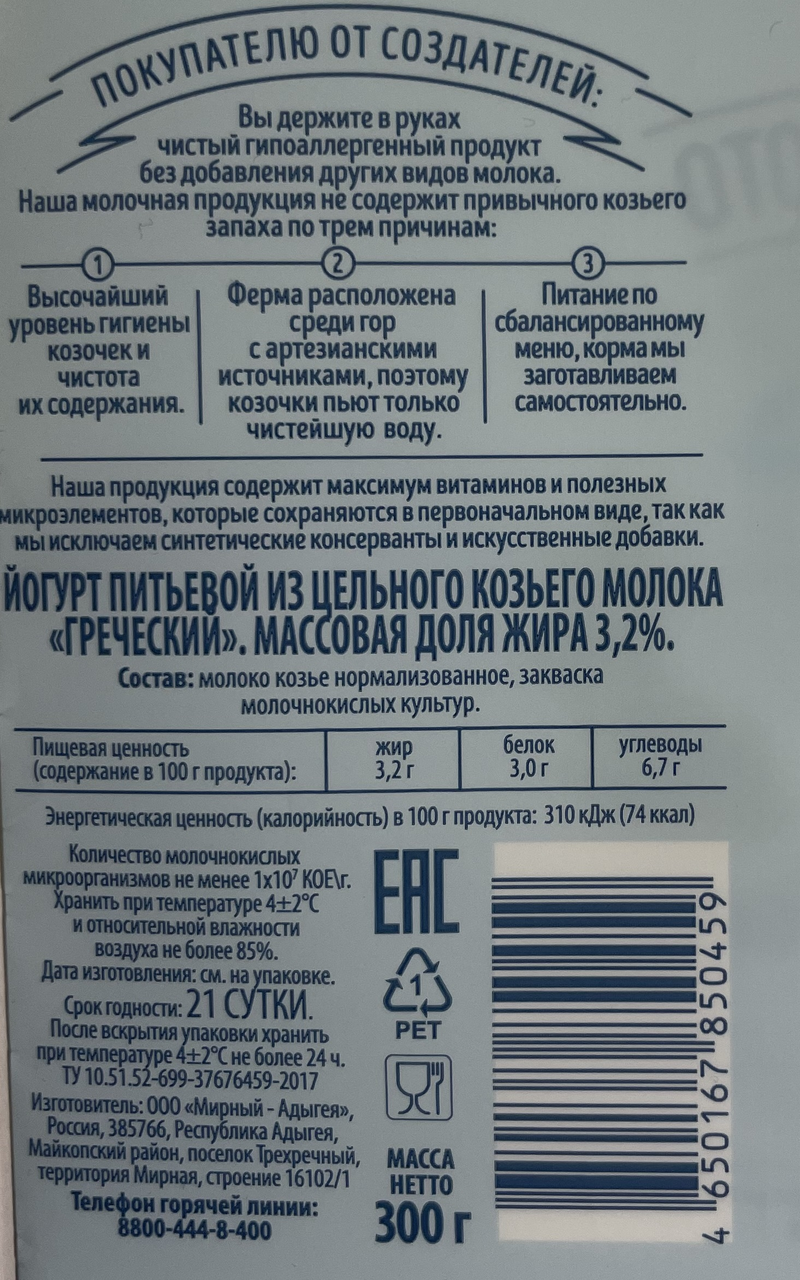 ПОКУПАТЕЛЮ ОТ СОЗДАТЕЛЕЙ:
Вы держите в руках
чистый гипоаллергенный продукт
без добавления других видов молока.
Наша молочная продукция не содержит привычного козьего
запаха по трем причинам:
1
Высочайший
уровень гигиены
козочек и
чистота
их содержания.
2
Ферма расположена
среди гор
с артезианскими
источниками, поэтому
козочки пьют только
чистейшую воду.
3
Питание по
сбалансированному
меню, корма мы
заготавливаем
самостоятельно.
Наша продукция содержит максимум витаминов и полезных
микроэлементов, которые сохраняются в первоначальном виде, так как
мы исключаем синтетические консерванты и искусственные добавки.
ЙОГУРТ ПИТЬЕВОЙ ИЗ ЦЕЛЬНОГО КОЗЬЕГО МОЛОКА
«ГРЕЧЕСКИЙ». МАССОВАЯ ДОЛЯ ЖИРА 3,2%.
Состав: молоко козье нормализованное, закваска
молочнокислых культур.
Пищевая ценность
(содержание в 100 г продукта):
жир
3,2 г
белок
3,0 г
углеводы
6,7 г
Энергетическая ценность (калорийность) в 100 г продукта: 310 кДж (74 ккал)
Количество молочнокислых
микроорганизмов не менее 1х10⁷ КОЕ\г.
Хранить при температуре 4±2°С
и относительной влажности
воздуха не более 85%.
Дата изготовления: см. на упаковке.
Срок годности: 21 СУТКИ.
После вскрытия упаковки хранить
при температуре 4±2°С не более 24 ч.
ТУ 10.51.52-699-37676459-2017
Изготовитель: ООО «Мирный - Адыгея»,
Россия, 385766, Республика Адыгея,
Майкопский район, поселок Трехречный,
территория Мирная, строение 16102/1
Телефон горячей линии:
8800-444-8-400
ЕАС
1
PET
МАССА
НЕТТО
300 г
4 650167 850459